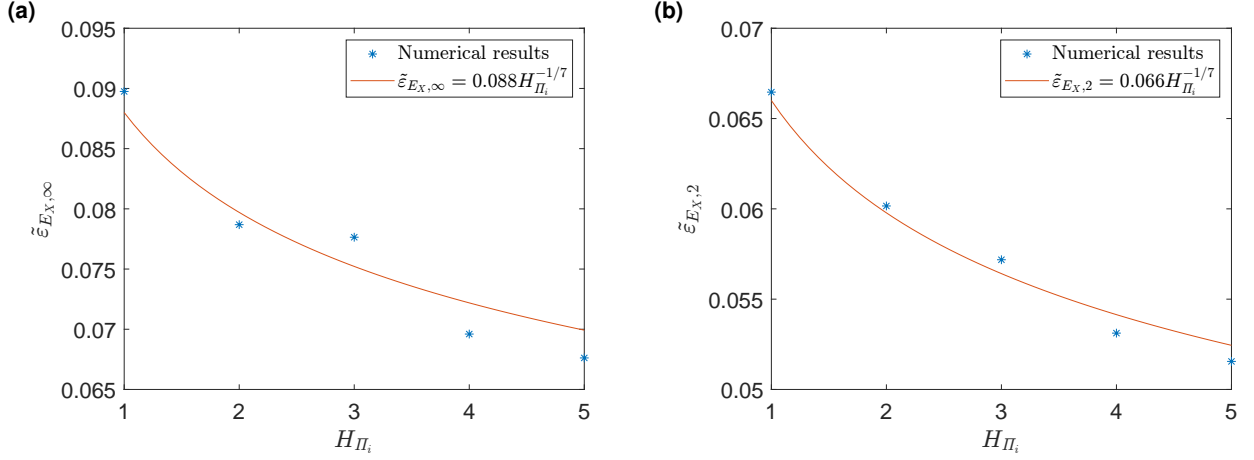 (a)
0.095
0.09
0.085
0.08
0.075
0.07
0.065
1
2
3
4
5
Numerical results
ε̃_{E_X,∞} = 0.088H_{Π_i}^{-1/7}
ε̃_{E_X,∞}
H_{Π_i}
(b)
0.07
0.065
0.06
0.055
0.05
1
2
3
4
5
Numerical results
ε̃_{E_X,2} = 0.066H_{Π_i}^{-1/7}
ε̃_{E_X,2}
H_{Π_i}